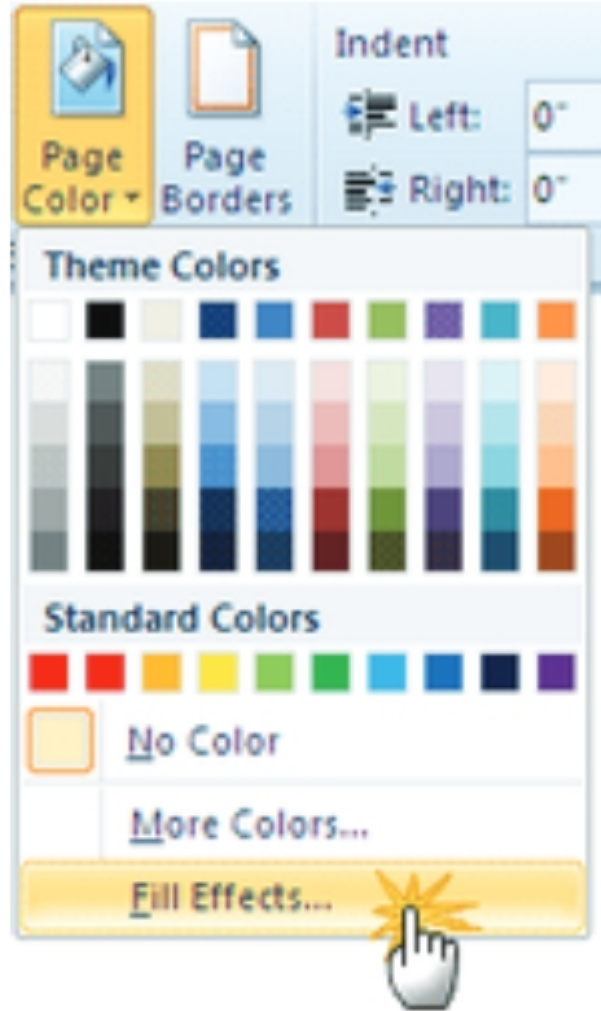 Indent
Left: 0"
Right: 0"
Page Color
Page Borders
Theme Colors
Standard Colors
No Color
More Colors...
Fill Effects...